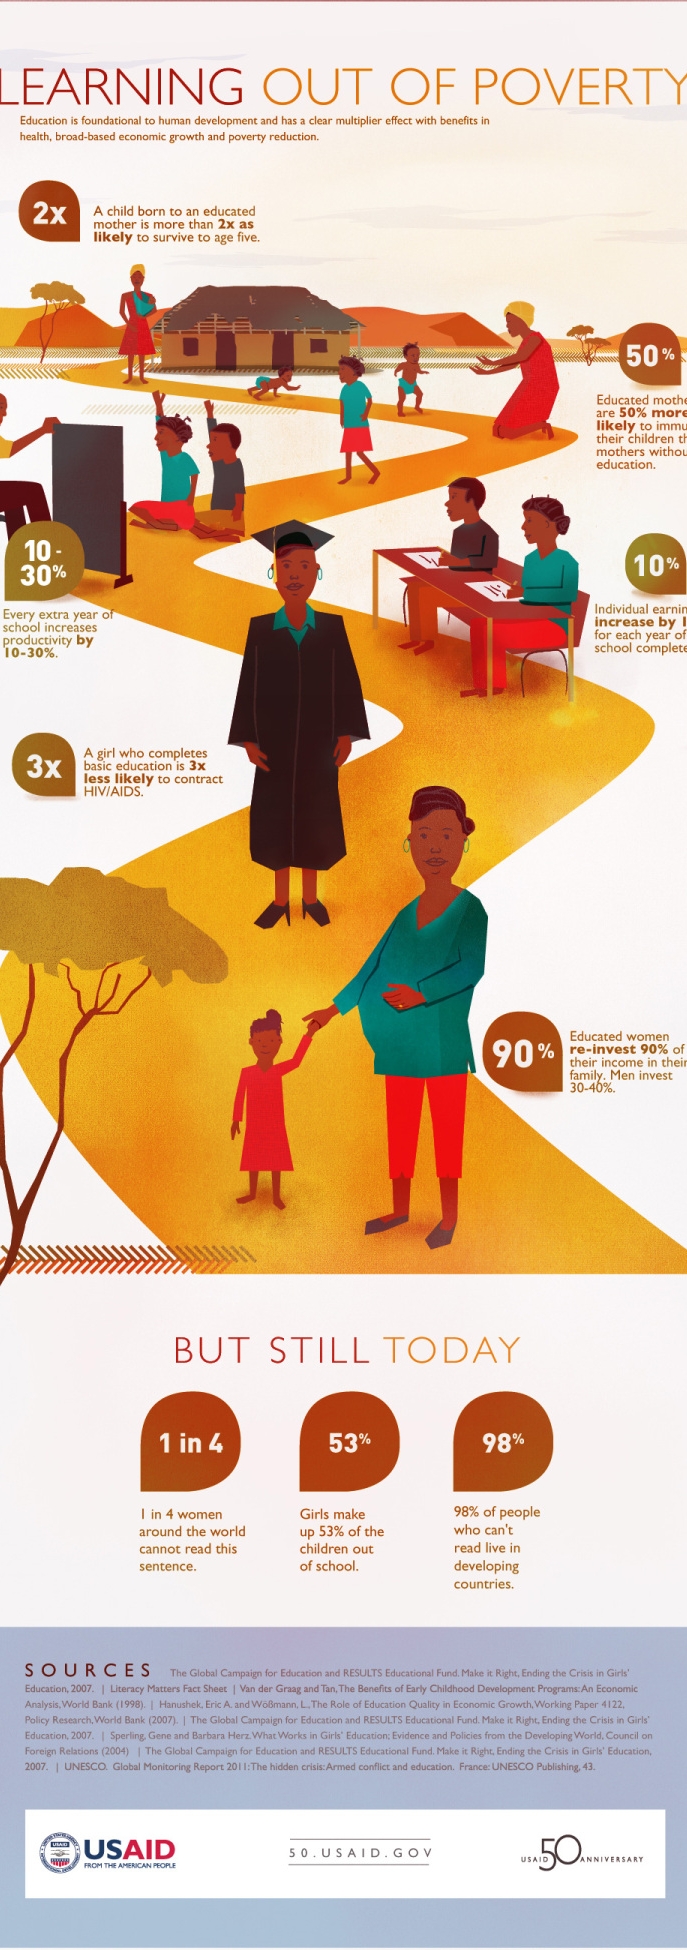 LEARNING OUT OF POVERTY
Education is foundational to human development and has a clear multiplier effect with benefits in
health, broad-based economic growth and poverty reduction.
2x
A child born to an educated
mother is more than 2x as
likely to survive to age five.
50%
Educated
are 50% more
likely to
their children
mothers
education.
10 -
30%
Every extra year of
school increases
productivity by
10-30%.
10%
Individual
increase by
for each year of
school
3x
A girl who completes
basic education is 3x
less likely to contract
HIV/AIDS.
90%
Educated women
re-invest 90% of
their income in their
family. Men invest
30-40%.
BUT STILL TODAY
1 in 4
1 in 4 women
around the world
cannot read this
sentence.
53%
Girls make
up 53% of the
children out
of school.
98%
98% of people
who can't
read live in
developing
countries.
SOURCES The Global Campaign for Education and RESULTS Educational Fund. Make it Right, Ending the Crisis in Girls'
Education, 2007. | Literacy Matters Fact Sheet | Van der Graag and Tan, The Benefits of Early Childhood Development Programs: An Economic
Analysis, World Bank (1998). | Hanushek, Eric A. and Wößmann, L., The Role of Education Quality in Economic Growth, Working Paper 4122,
Policy Research, World Bank (2007). | The Global Campaign for Education and RESULTS Educational Fund. Make it Right, Ending the Crisis in Girls'
Education, 2007. | Sperling, Gene and Barbara Herz. What Works in Girls' Education; Evidence and Policies from the Developing World, Council on
Foreign Relations (2004) | The Global Campaign for Education and RESULTS Educational Fund. Make it Right, Ending the Crisis in Girls' Education,
2007. | UNESCO. Global Monitoring Report 2011: The hidden crisis: Armed conflict and education. France: UNESCO Publishing, 43.
USAID
FROM THE AMERICAN PEOPLE
50.USAID.GOV
USAID 50 ANNIVERSARY